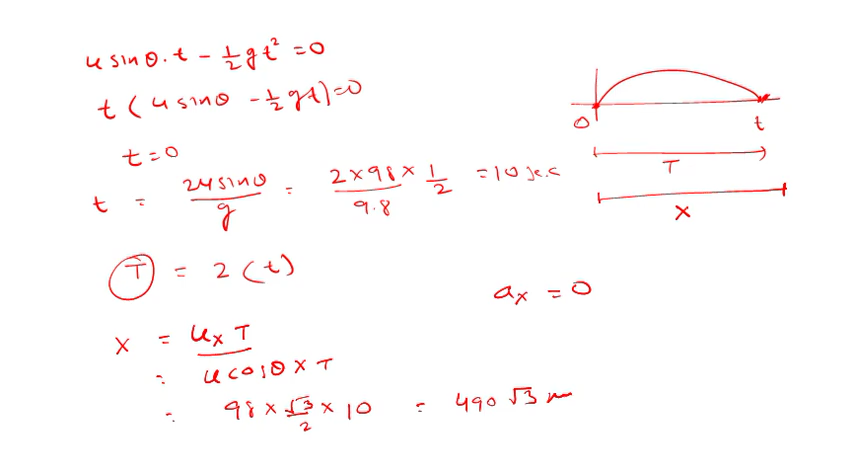 u sinθ.t - ½gt² = 0
t (u sinθ - ½gt) = 0
t = 0
t = 2u sinθ / g = 2 × 98 × ½ / 9.8 = 10 sec
T = 2 (t)
x = uₓ T
= u cosθ × T
= 98 × √3/2 × 10 = 490 √3 m
aₓ = 0
O t
T
x